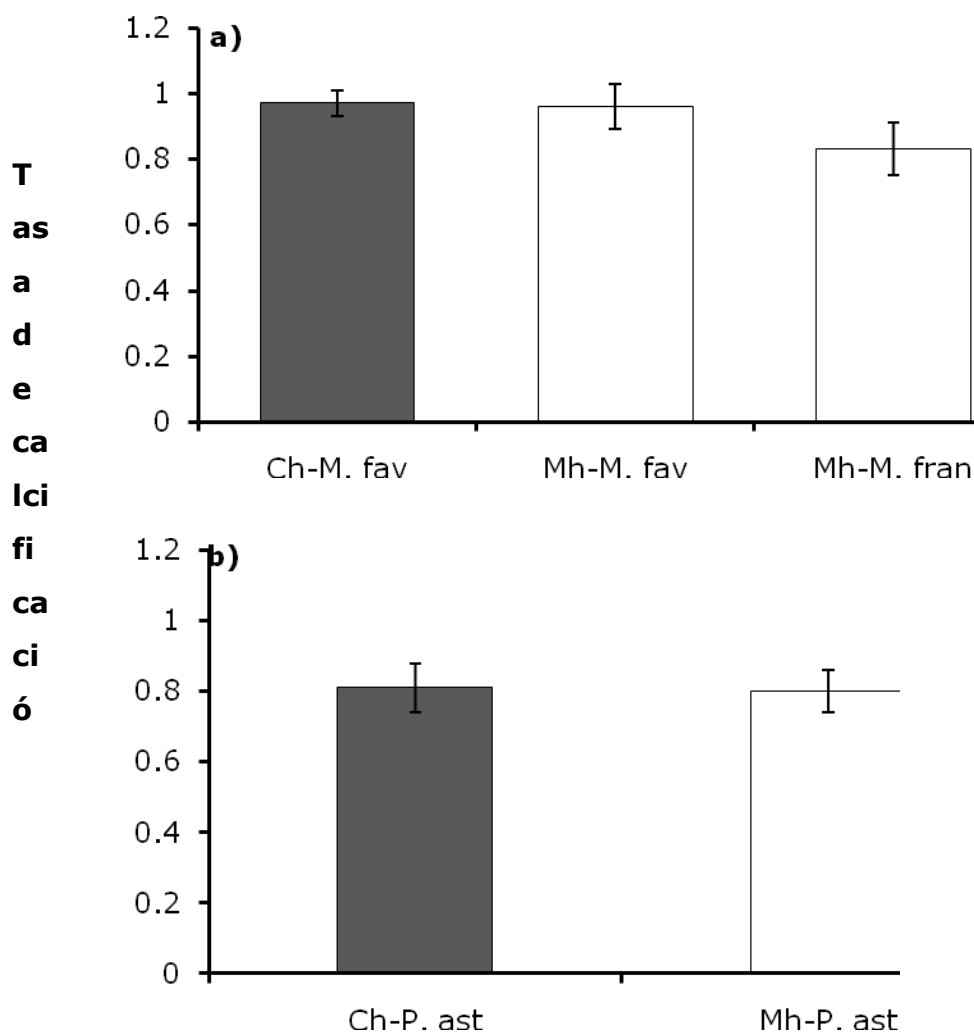 T
as
a
d
e
ca
lci
fi
ca
ci
ó
a)
1.2
1
0.8
0.6
0.4
0.2
0
Ch-M. fav Mh-M. fav Mh-M. fran
b)
1.2
1
0.8
0.6
0.4
0.2
0
Ch-P. ast Mh-P. ast